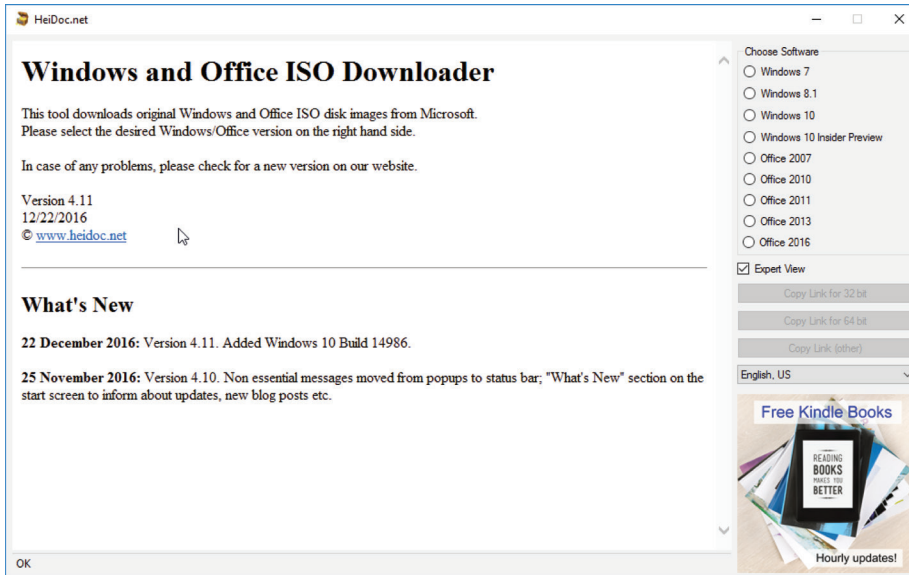 HeiDoc.net
Windows and Office ISO Downloader
This tool downloads original Windows and Office ISO disk images from Microsoft.
Please select the desired Windows/Office version on the right hand side.
In case of any problems, please check for a new version on our website.
Version 4.11
12/22/2016
© www.heidoc.net
What's New
22 December 2016: Version 4.11. Added Windows 10 Build 14986.
25 November 2016: Version 4.10. Non essential messages moved from popups to status bar; "What's New" section on the
start screen to inform about updates, new blog posts etc.
OK
Choose Software
Windows 7
Windows 8.1
Windows 10
Windows 10 Insider Preview
Office 2007
Office 2010
Office 2011
Office 2013
Office 2016
Expert View
Copy Link for 32 bit
Copy Link for 64 bit
Copy Link (other)
English, US
Free Kindle Books
READING
BOOKS
MAKES YOU
BETTER
Hourly updates!